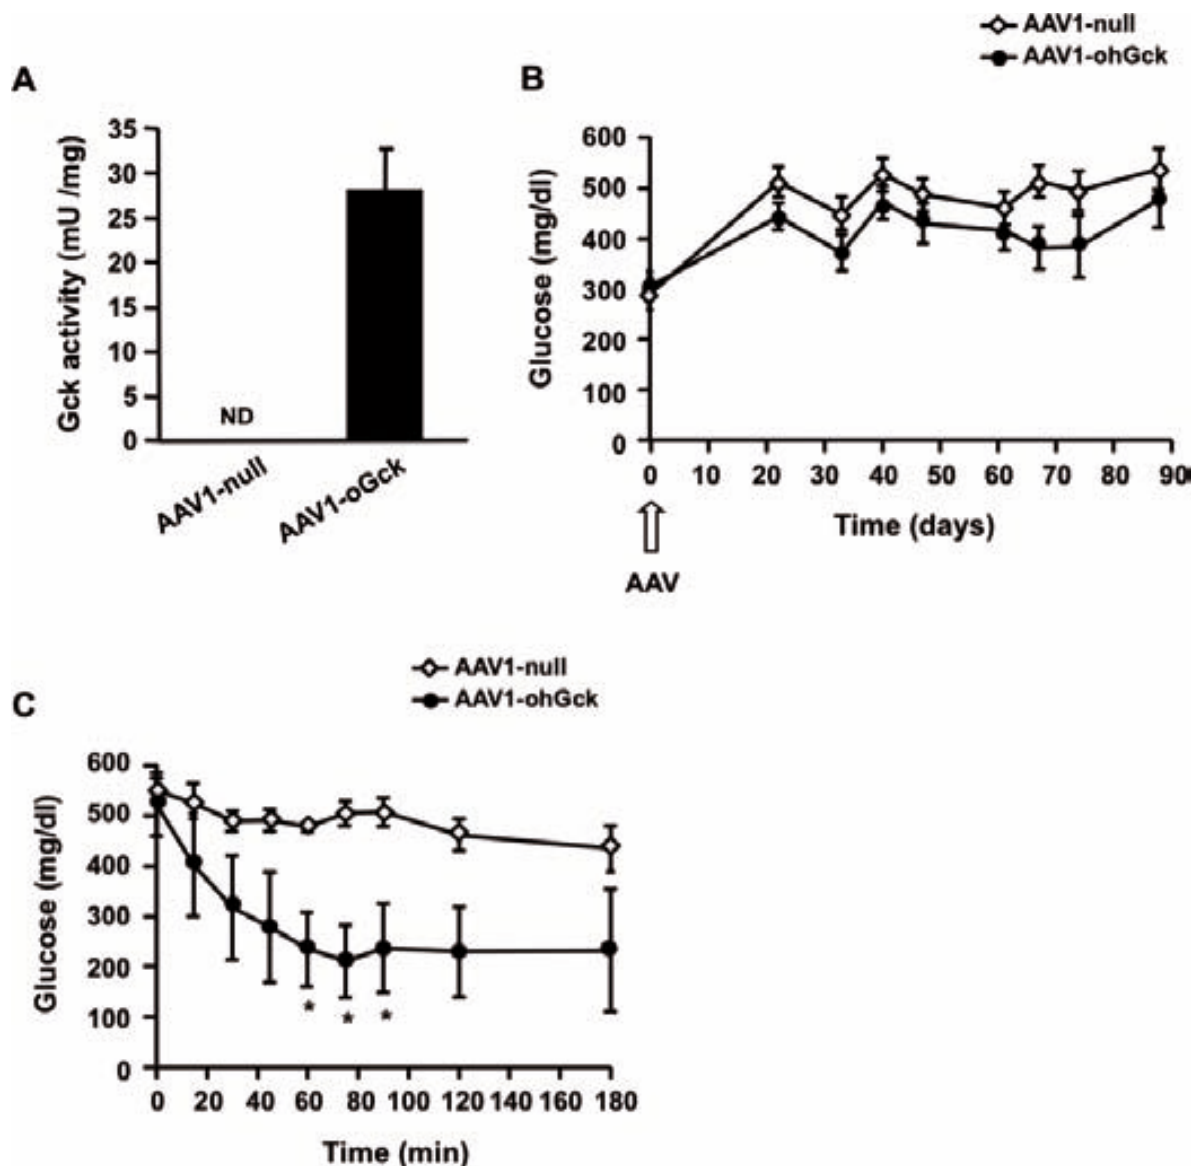 AAV1-null
AAV1-ohGck
A
B
35
30
25
20
15
10
5
0
Gck activity (mU /mg)
ND
AAV1-null
AAV1-oGck
600
500
400
300
200
100
0
Glucose (mg/dl)
0 10 20 30 40 50 60 70 80 90
Time (days)
AAV
AAV1-null
AAV1-ohGck
C
600
500
400
300
200
100
0
Glucose (mg/dl)
* * *
0 20 40 60 80 100 120 140 160 180
Time (min)